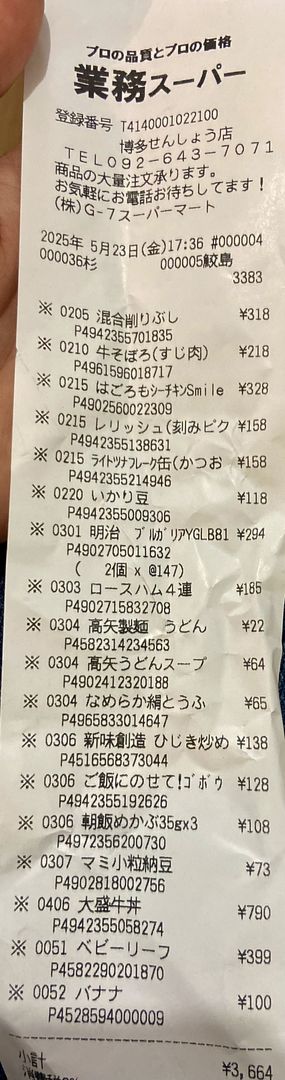 プロの品質とプロの価格
業務スーパー
登録番号 T4140001022100
博多せんしょう店
TEL092-643-7071
商品の大量注文承ります。
お気軽にお電話お待ちしてます！
(株)G-7スーパーマート
2025年 5月23日(金)17:36 #000004
000036杉 000005鮫島
3383
※ 0205 混合削りぶし ¥318
P4942355701835
※ 0210 牛そぼろ(すじ肉) ¥218
P4961596018717
※ 0215 はごろもシーチキンSmile ¥328
P4902560022309
※ 0215 レリッシュ(刻みピク ¥158
P4942355138631
※ 0215 ライトツナフレーク缶(かつお ¥158
P4942355214946
※ 0220 いかり豆 ¥118
P4942355009306
※ 0301 明治 ブルガリアYGLB81 ¥294
P4902705011632
( 2個 x @147)
※ 0303 ロースハム4連 ¥185
P4902715832708
※ 0304 高矢製麺 うどん ¥22
P4582314234563
※ 0304 高矢うどんスープ ¥64
P4902412320188
※ 0304 なめらか絹とうふ ¥65
P4965833014647
※ 0306 新味創造 ひじき炒め ¥138
P4516568373044
※ 0306 ご飯にのせて!ゴボウ ¥128
P4942355192626
※ 0306 朝飯めかぶ35gx3 ¥108
P4972356200730
※ 0307 マミ小粒納豆 ¥73
P4902818002756
※ 0406 大盛牛丼 ¥790
P4942355058274
※ 0051 ベビーリーフ ¥399
P4582290201870
※ 0052 バナナ ¥100
P4528594000009
小計 ¥3,664